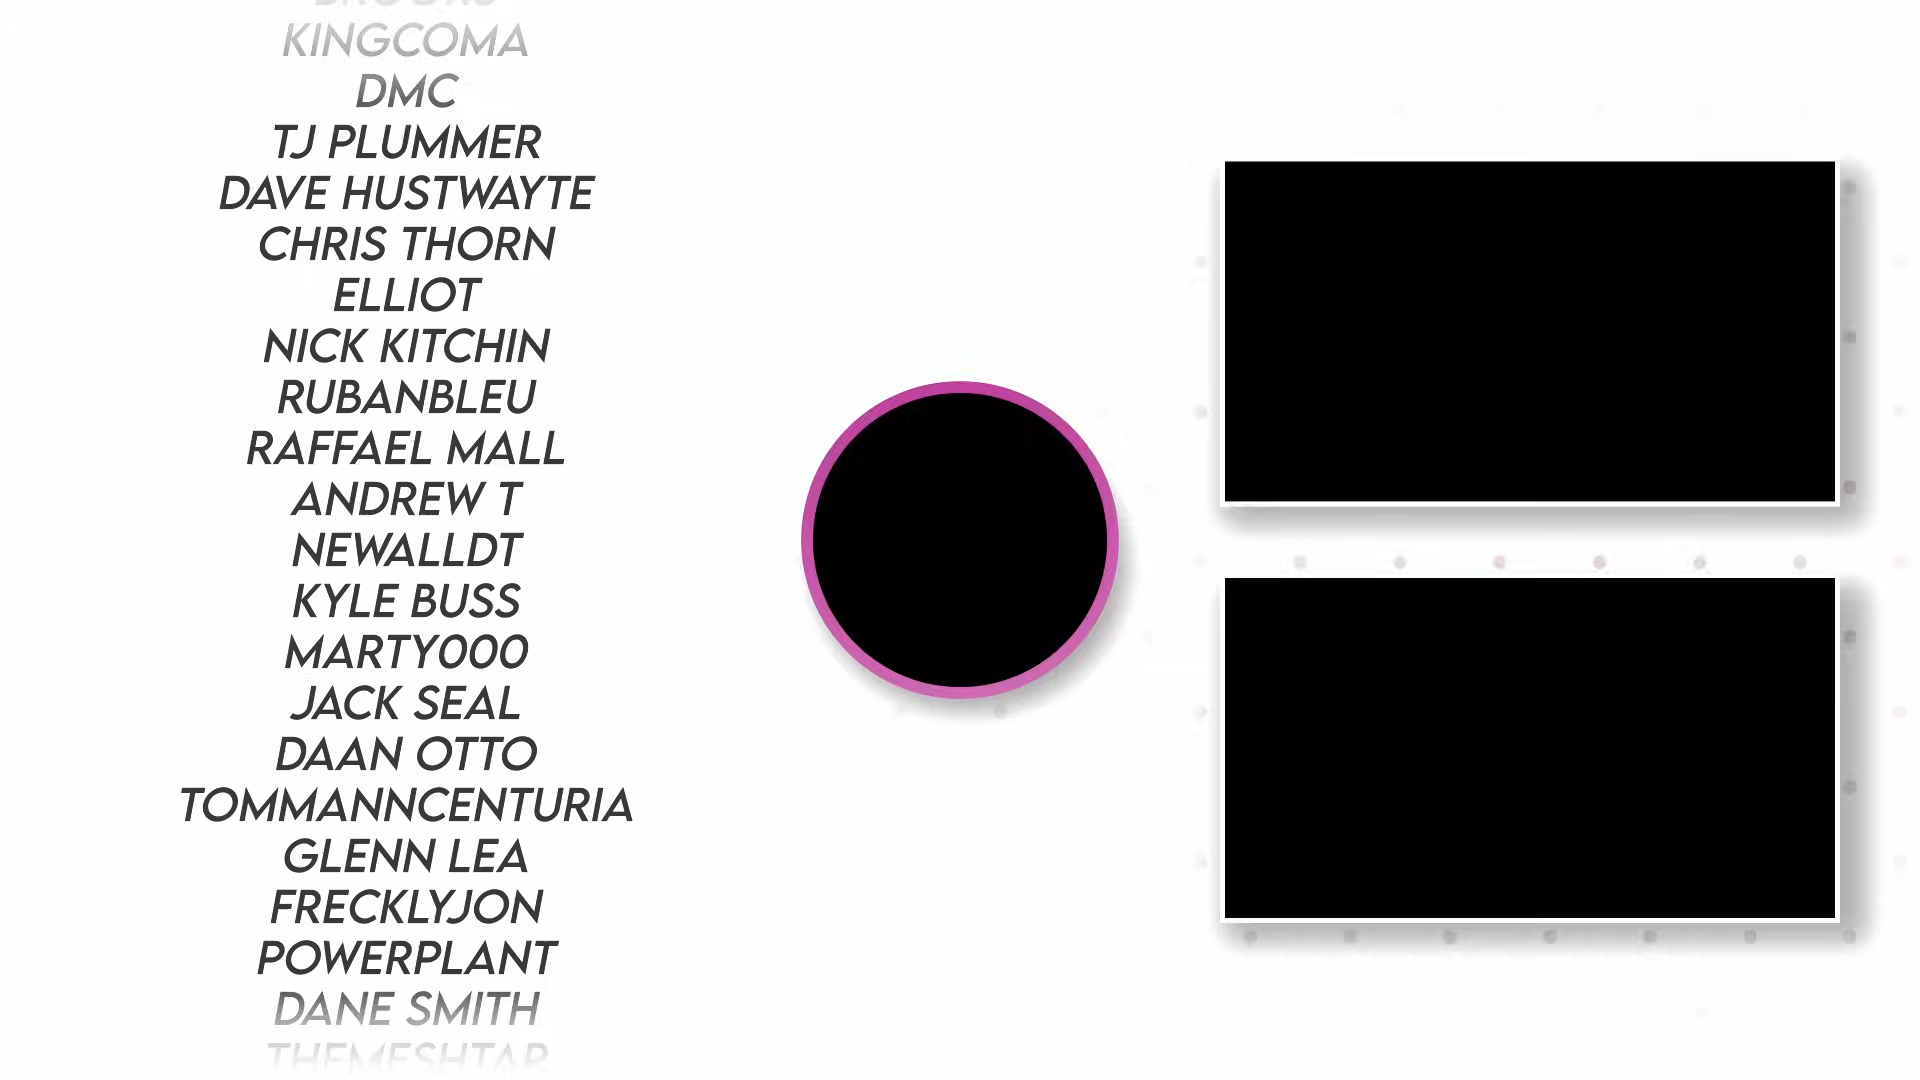 KINGCOMA
DMC
TJ PLUMMER
DAVE HUSTWAYTE
CHRIS THORN
ELLIOT
NICK KITCHIN
RUBANBLEU
RAFFAEL MALL
ANDREW T
NEWALLDT
KYLE BUSS
MARTY000
JACK SEAL
DAAN OTTO
TOMMANNCENTURIA
GLENN LEA
FRECKLYJON
POWERPLANT
DANE SMITH